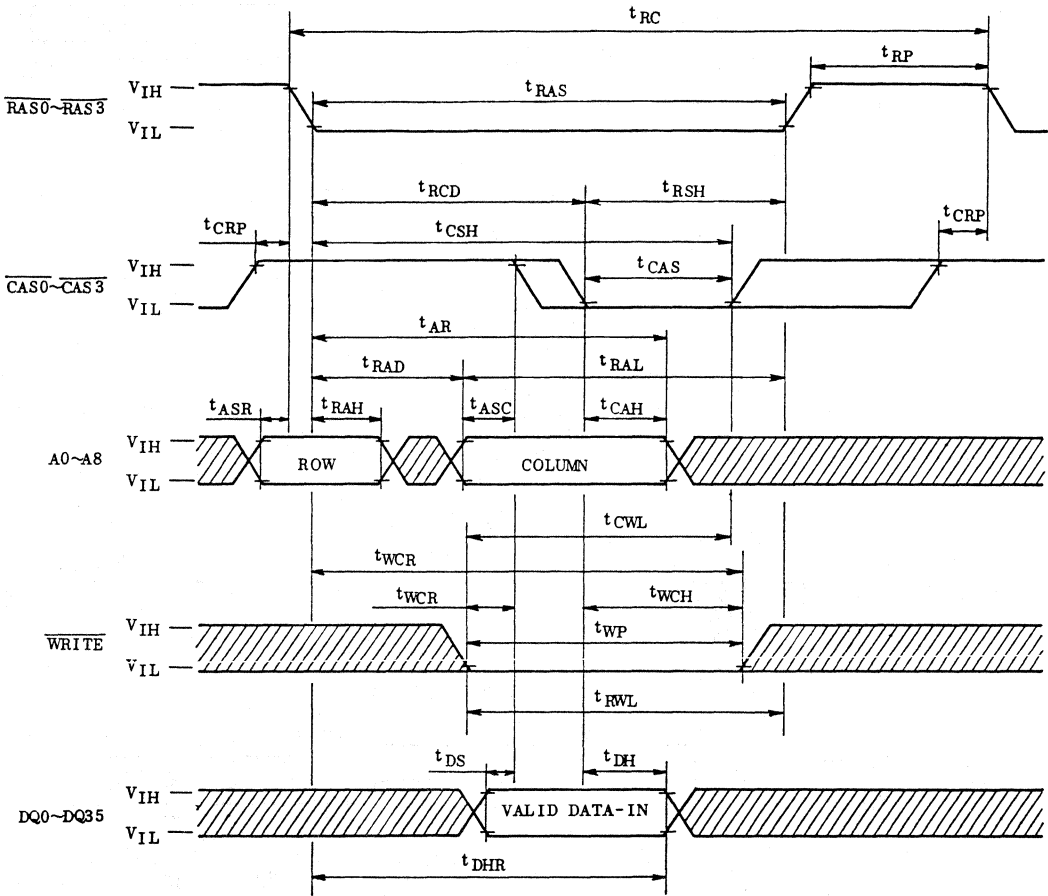 tRC
tRP
RAS0~RAS3
VIH
VIL
tRAS
tRCD
tRSH
tCRP
tCSH
tCRP
CAS0~CAS3
VIH
VIL
tCAS
tAR
tRAD
tRAL
tASR
tRAH
tASC
tCAH
A0~A8
VIH
VIL
ROW
COLUMN
tCWL
tWCR
tWCR
tWCH
WRITE
VIH
VIL
tWP
tRWL
tDS
tDH
DQ0~DQ35
VIH
VIL
VALID DATA-IN
tDHR